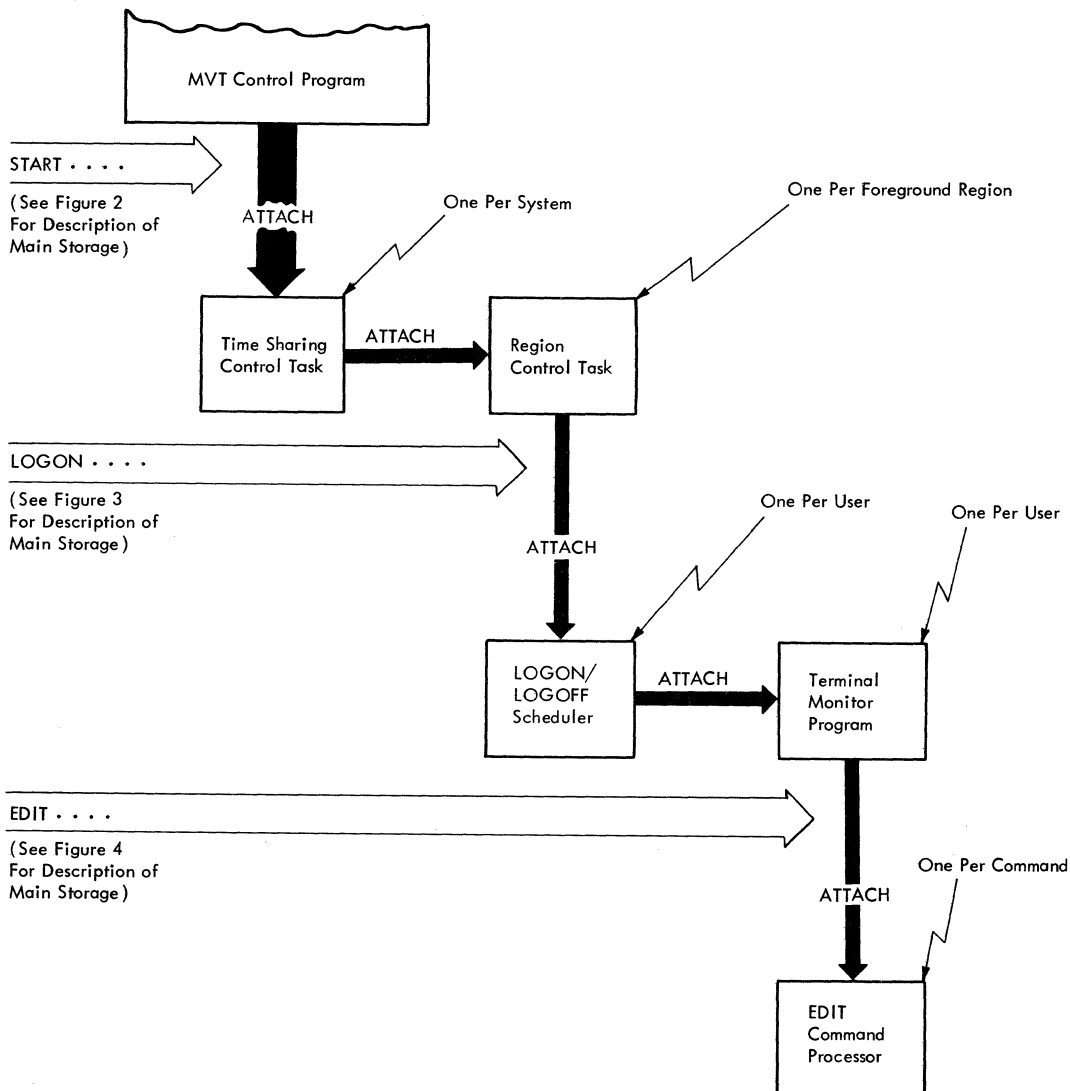 MVT Control Program
START . . . .
(See Figure 2
For Description of
Main Storage)
ATTACH
One Per System
One Per Foreground Region
Time Sharing
Control Task
ATTACH
Region
Control Task
LOGON . . . .
(See Figure 3
For Description of
Main Storage)
ATTACH
One Per User
One Per User
LOGON/
LOGOFF
Scheduler
ATTACH
Terminal
Monitor
Program
EDIT . . . .
(See Figure 4
For Description of
Main Storage)
ATTACH
One Per Command
EDIT
Command
Processor